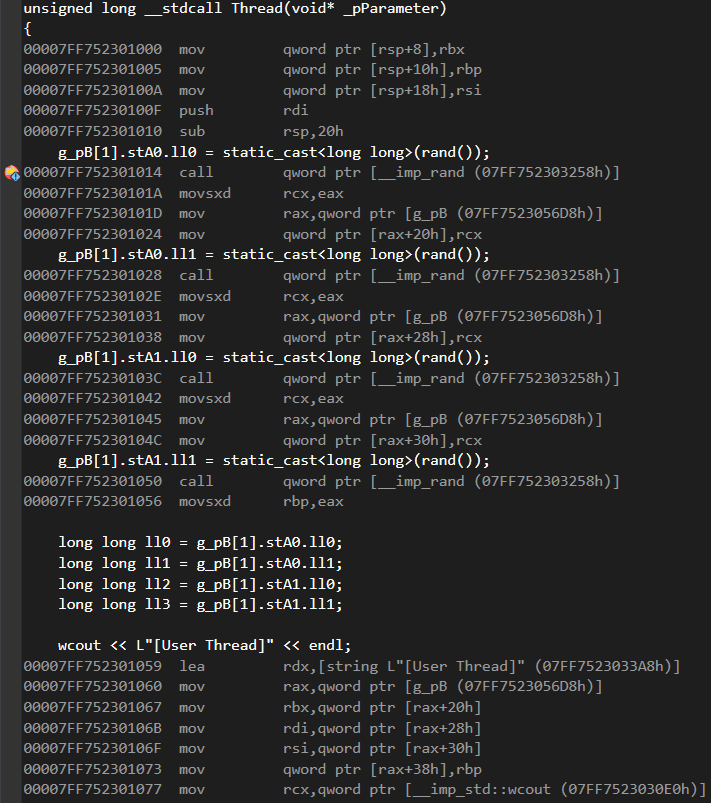 unsigned long __stdcall Thread(void* _pParameter)
{
00007FF752301000 mov qword ptr [rsp+8],rbx
00007FF752301005 mov qword ptr [rsp+10h],rbp
00007FF75230100A mov qword ptr [rsp+18h],rsi
00007FF75230100F push rdi
00007FF752301010 sub rsp,20h
g_pB[1].stA0.ll0 = static_cast<long long>(rand());
00007FF752301014 call qword ptr [__imp_rand (07FF752303258h)]
00007FF75230101A movsxd rcx,eax
00007FF75230101D mov rax,qword ptr [g_pB (07FF7523056D8h)]
00007FF752301024 mov qword ptr [rax+20h],rcx
g_pB[1].stA0.ll1 = static_cast<long long>(rand());
00007FF752301028 call qword ptr [__imp_rand (07FF752303258h)]
00007FF75230102E movsxd rcx,eax
00007FF752301031 mov rax,qword ptr [g_pB (07FF7523056D8h)]
00007FF752301038 mov qword ptr [rax+28h],rcx
g_pB[1].stA1.ll0 = static_cast<long long>(rand());
00007FF75230103C call qword ptr [__imp_rand (07FF752303258h)]
00007FF752301042 movsxd rcx,eax
00007FF752301045 mov rax,qword ptr [g_pB (07FF7523056D8h)]
00007FF75230104C mov qword ptr [rax+30h],rcx
g_pB[1].stA1.ll1 = static_cast<long long>(rand());
00007FF752301050 call qword ptr [__imp_rand (07FF752303258h)]
00007FF752301056 movsxd rbp,eax
long long ll0 = g_pB[1].stA0.ll0;
long long ll1 = g_pB[1].stA0.ll1;
long long ll2 = g_pB[1].stA1.ll0;
long long ll3 = g_pB[1].stA1.ll1;
wcout << L"[User Thread]" << endl;
00007FF752301059 lea rdx,[string L"[User Thread]" (07FF7523033A8h)]
00007FF752301060 mov rax,qword ptr [g_pB (07FF7523056D8h)]
00007FF752301067 mov rbx,qword ptr [rax+20h]
00007FF75230106B mov rdi,qword ptr [rax+28h]
00007FF75230106F mov rsi,qword ptr [rax+30h]
00007FF752301073 mov qword ptr [rax+38h],rbp
00007FF752301077 mov rcx,qword ptr [__imp_std::wcout (07FF7523030E0h)]